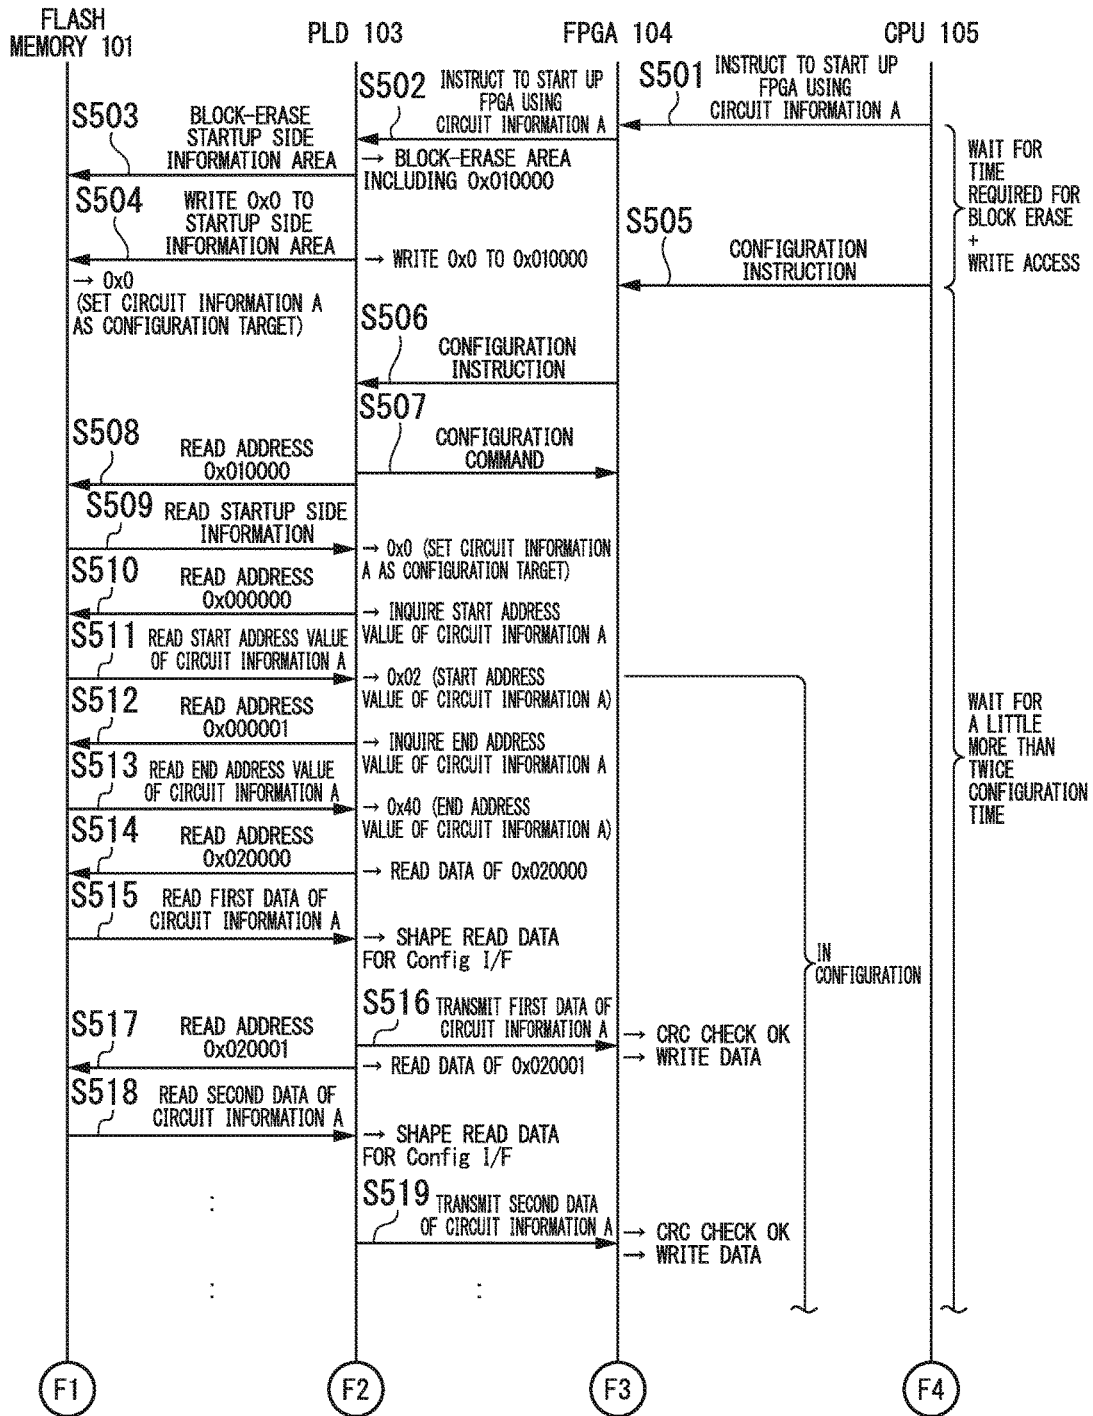 FLASH
MEMORY 101
PLD 103
FPGA 104
CPU 105
S501
INSTRUCT TO START UP
FPGA USING
CIRCUIT INFORMATION A
S502
INSTRUCT TO START UP
FPGA USING
CIRCUIT INFORMATION A
S503
BLOCK-ERASE
STARTUP SIDE
INFORMATION AREA
→ BLOCK-ERASE AREA
INCLUDING 0x010000
WAIT FOR
TIME
REQUIRED FOR
BLOCK ERASE
+
WRITE ACCESS
S504
WRITE 0x0 TO
STARTUP SIDE
INFORMATION AREA
→ WRITE 0x0 TO 0x010000
→ 0x0
(SET CIRCUIT INFORMATION A
AS CONFIGURATION TARGET)
S505
CONFIGURATION
INSTRUCTION
S506
CONFIGURATION
INSTRUCTION
S507
CONFIGURATION
COMMAND
S508
READ ADDRESS
0x010000
S509
READ STARTUP SIDE
INFORMATION
→ 0x0 (SET CIRCUIT INFORMATION
A AS CONFIGURATION TARGET)
S510
READ ADDRESS
0x000000
→ INQUIRE START ADDRESS
VALUE OF CIRCUIT INFORMATION A
S511
READ START ADDRESS VALUE
OF CIRCUIT INFORMATION A
→ 0x02 (START ADDRESS
VALUE OF CIRCUIT INFORMATION A)
S512
READ ADDRESS
0x000001
→ INQUIRE END ADDRESS
VALUE OF CIRCUIT INFORMATION A
WAIT FOR
A LITTLE
MORE THAN
TWICE
CONFIGURATION
TIME
S513
READ END ADDRESS VALUE
OF CIRCUIT INFORMATION A
→ 0x40 (END ADDRESS
VALUE OF CIRCUIT INFORMATION A)
S514
READ ADDRESS
0x020000
→ READ DATA OF 0x020000
S515
READ FIRST DATA OF
CIRCUIT INFORMATION A
→ SHAPE READ DATA
FOR Config I/F
IN
CONFIGURATION
S516
TRANSMIT FIRST DATA OF
CIRCUIT INFORMATION A
→ CRC CHECK OK
→ WRITE DATA
S517
READ ADDRESS
0x020001
→ READ DATA OF 0x020001
S518
READ SECOND DATA OF
CIRCUIT INFORMATION A
→ SHAPE READ DATA
FOR Config I/F
S519
TRANSMIT SECOND DATA
OF CIRCUIT INFORMATION A
→ CRC CHECK OK
→ WRITE DATA
:
:
:
F1
F2
F3
F4